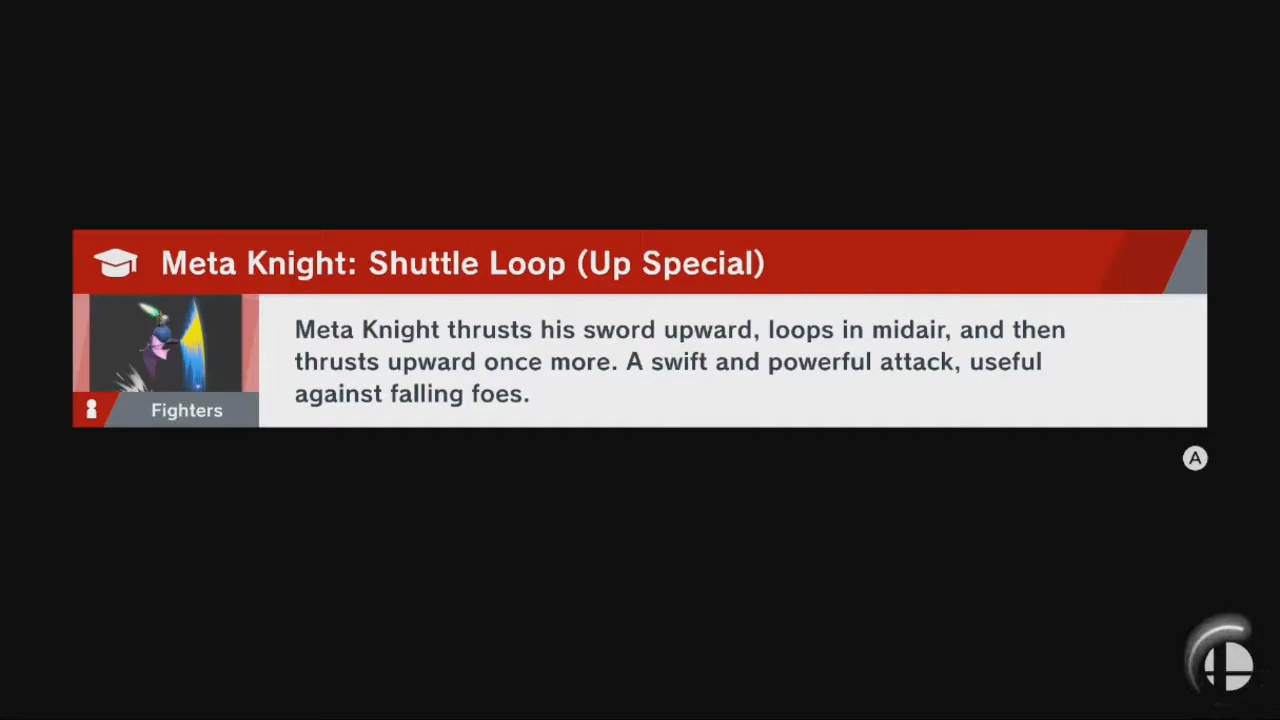 Meta Knight: Shuttle Loop (Up Special)
Meta Knight thrusts his sword upward, loops in midair, and then
thrusts upward once more. A swift and powerful attack, useful
against falling foes.
Fighters
A